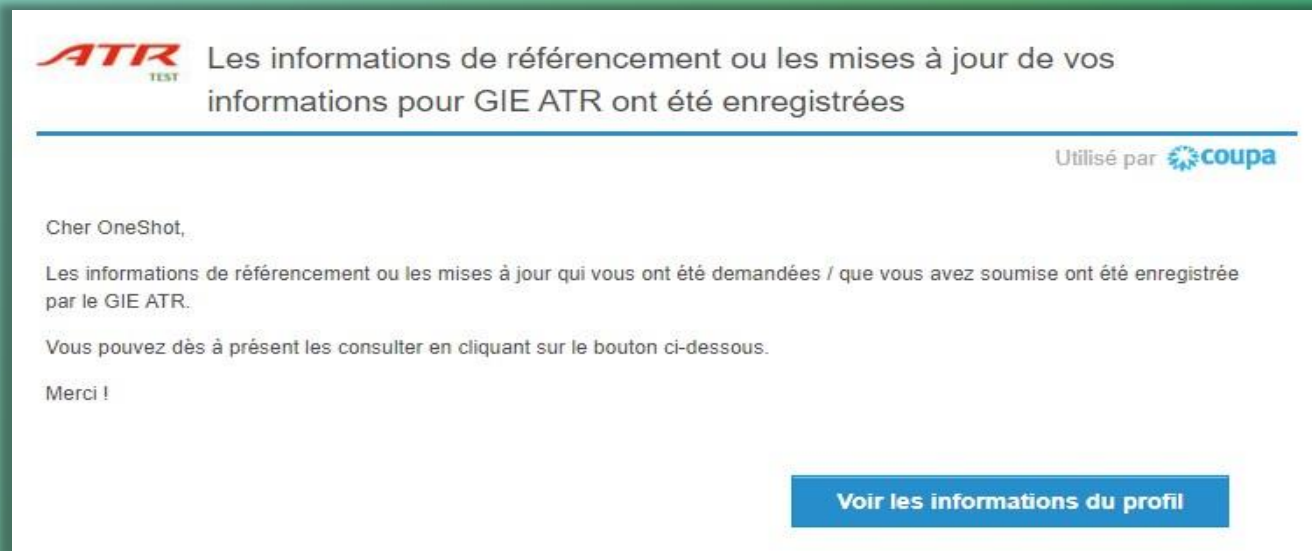 ATR
TEST
Les informations de référencement ou les mises à jour de vos
informations pour GIE ATR ont été enregistrées
Utilisé par coupa
Cher OneShot,
Les informations de référencement ou les mises à jour qui vous ont été demandées / que vous avez soumise ont été enregistrée
par le GIE ATR.
Vous pouvez dès à présent les consulter en cliquant sur le bouton ci-dessous.
Merci !
Voir les informations du profil